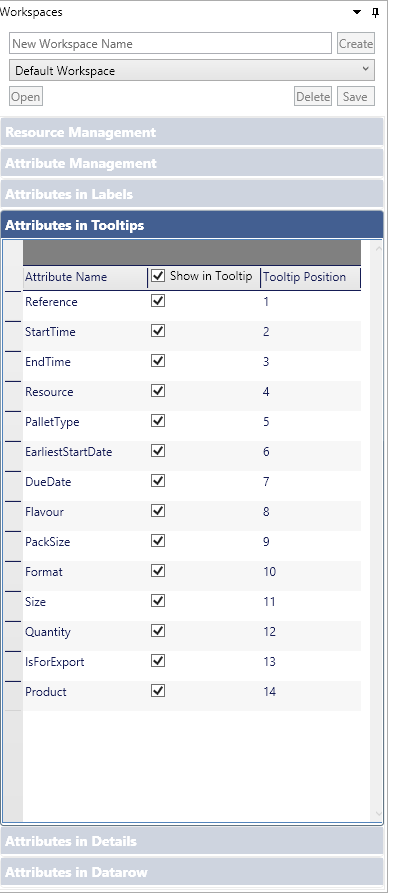 Workspaces
New Workspace Name Create
Default Workspace
Open Delete Save
Resource Management
Attribute Management
Attributes in Labels
Attributes in Tooltips
Attribute Name Show in Tooltip Tooltip Position
Reference 1
StartTime 2
EndTime 3
Resource 4
PalletType 5
EarliestStartDate 6
DueDate 7
Flavour 8
PackSize 9
Format 10
Size 11
Quantity 12
IsForExport 13
Product 14
Attributes in Details
Attributes in Datarow